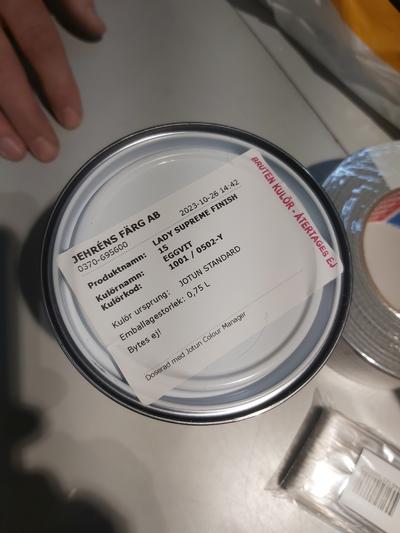 JEHRÉNS FÄRG AB
0370-695600
2023-10-26 14:42
Produktnamn: LADY SUPREME FINISH
15
Kulörnamn: EGGVIT
Kulörkod: 1001 / 0502-Y
Kulör ursprung: JOTUN STANDARD
Emballagestorlek: 0,75 L
Bytes ej!
Doserad med Jotun Colour Manager
BRUTEN KULÖR - ÅTERTAGES EJ